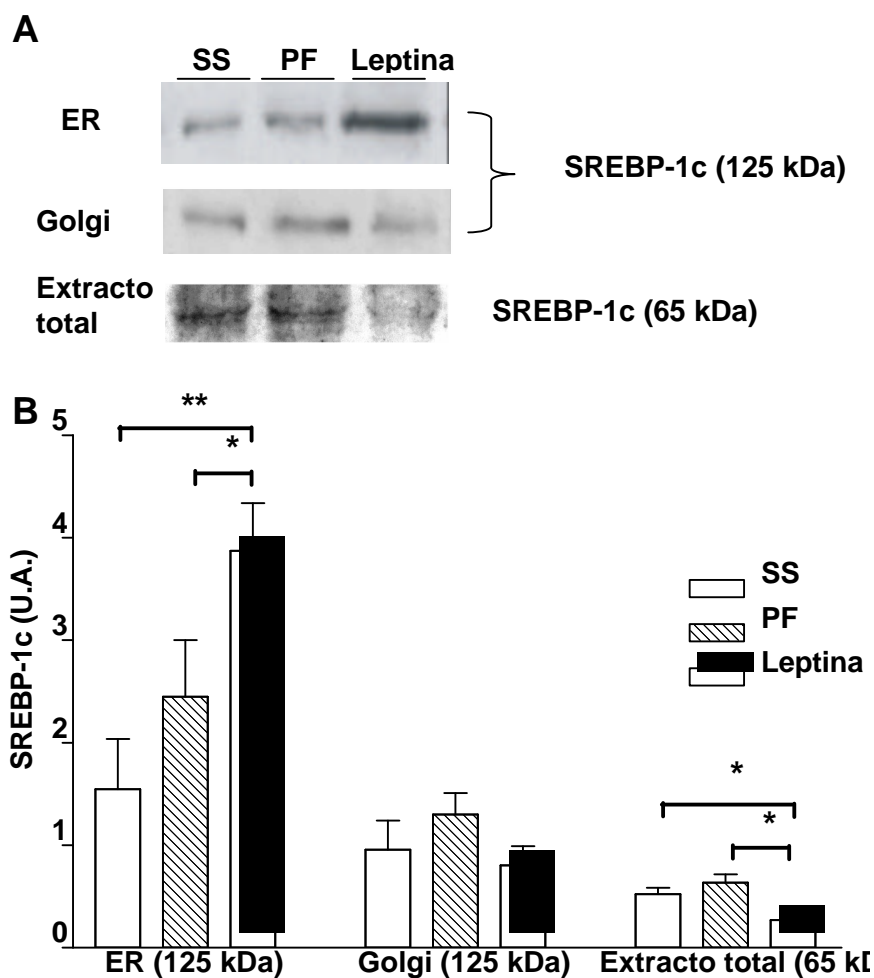 A
SS PF Leptina
ER
SREBP-1c (125 kDa)
Golgi
Extracto
total
SREBP-1c (65 kDa)
B
**
*
5
4
3
2
1
0
SREBP-1c (U.A.)
SS
PF
Leptina
*
*
ER (125 kDa) Golgi (125 kDa) Extracto total (65 kD